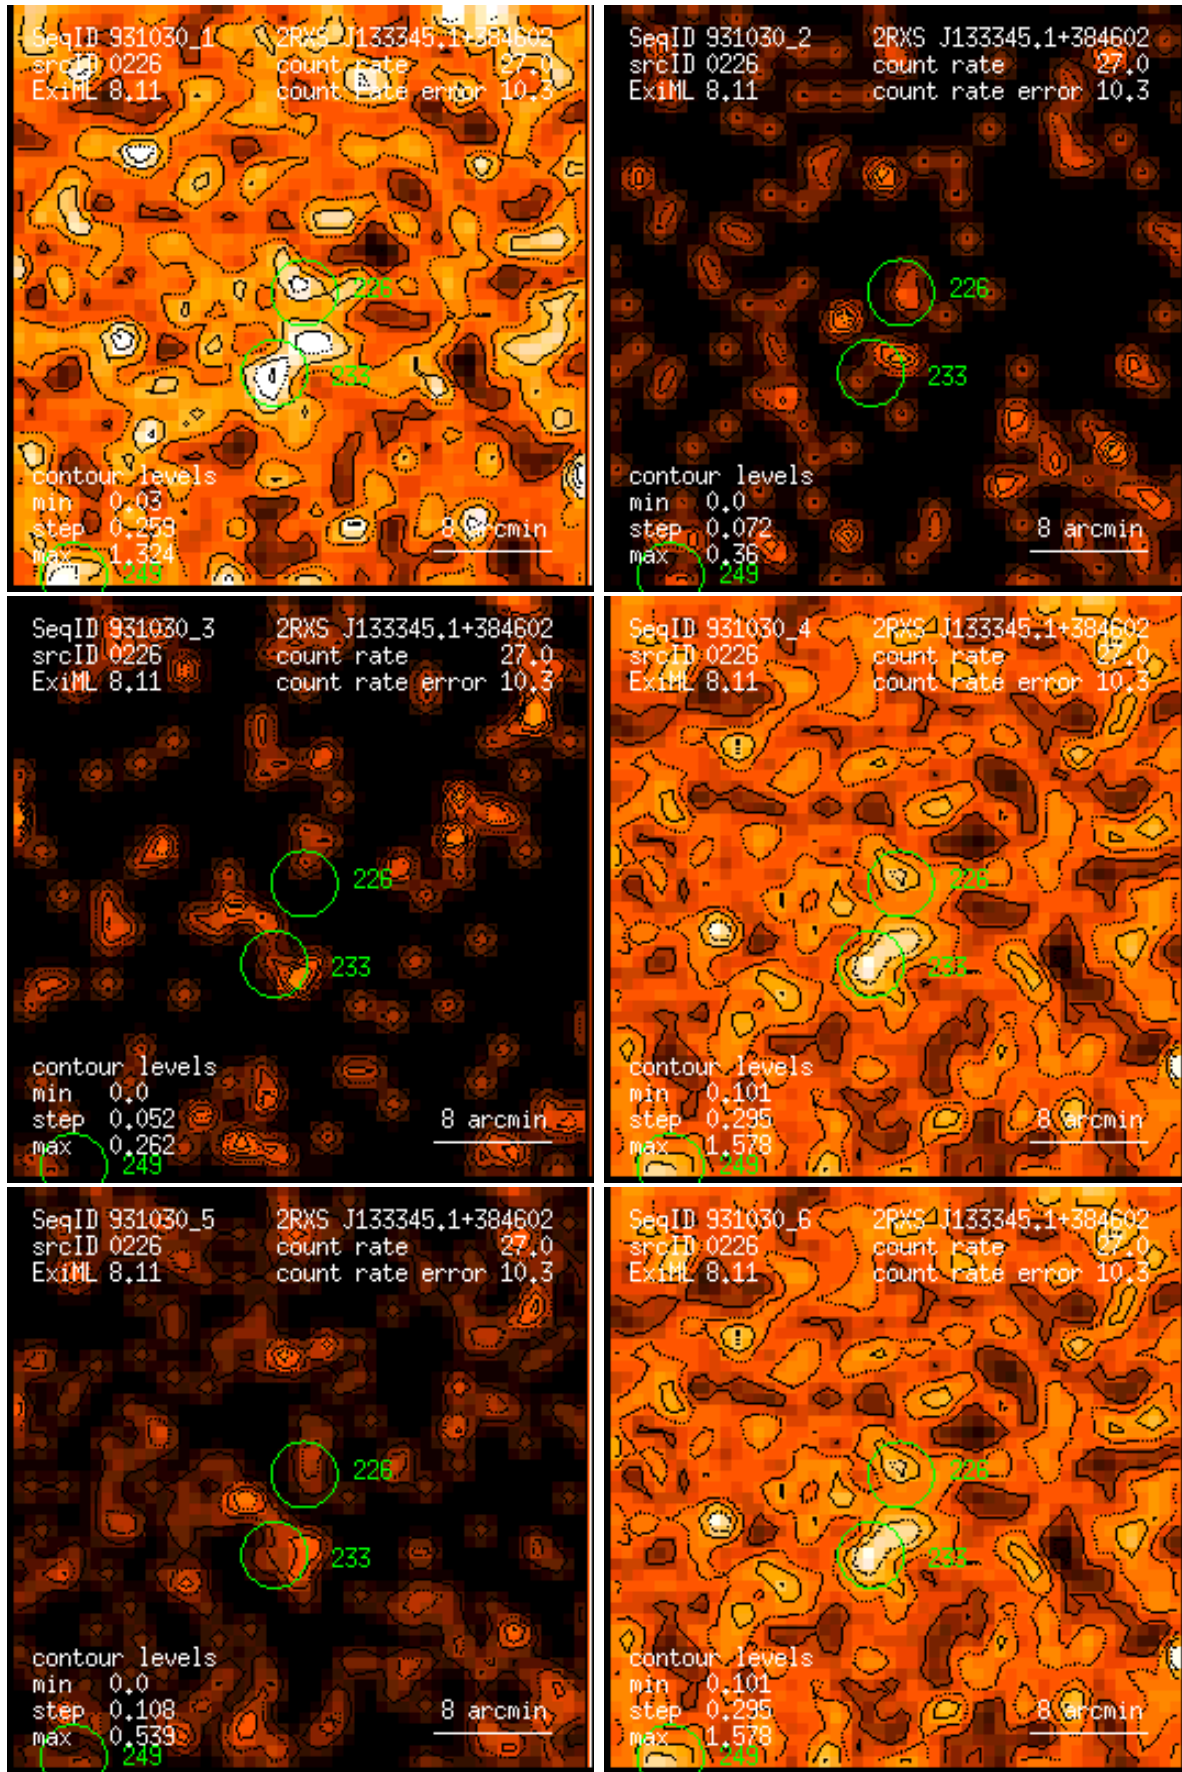 SeqID 931030_1 2RXS J133345.1+384602
srcID 0226 count rate 27.0
ExiML 8.11 count rate error 10.3
226
233
contour levels
min 0.03
step 0.259 8 arcmin
max 1.324
249
SeqID 931030_2 2RXS J133345.1+384602
srcID 0226 count rate 27.0
ExiML 8.11 count rate error 10.3
226
233
contour levels
min 0.0
step 0.072 8 arcmin
max 0.36
249
SeqID 931030_3 2RXS J133345.1+384602
srcID 0226 count rate 27.0
ExiML 8.11 count rate error 10.3
226
233
contour levels
min 0.0
step 0.052 8 arcmin
max 0.262
249
SeqID 931030_4 2RXS J133345.1+384602
srcID 0226 count rate 27.0
ExiML 8.11 count rate error 10.3
226
233
contour levels
min 0.101
step 0.295 8 arcmin
max 1.578
249
SeqID 931030_5 2RXS J133345.1+384602
srcID 0226 count rate 27.0
ExiML 8.11 count rate error 10.3
226
233
contour levels
min 0.0
step 0.108 8 arcmin
max 0.539
249
SeqID 931030_6 2RXS J133345.1+384602
srcID 0226 count rate 27.0
ExiML 8.11 count rate error 10.3
226
233
contour levels
min 0.101
step 0.295 8 arcmin
max 1.578
249